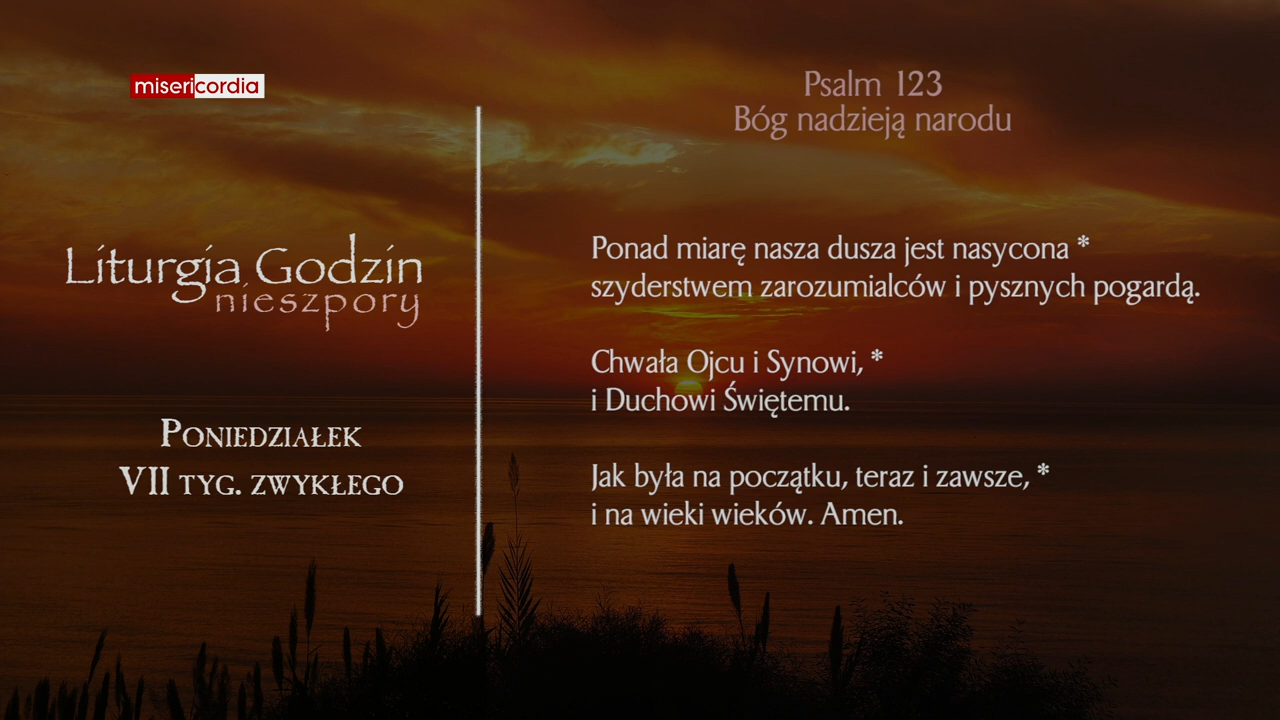 misericordia
Liturgia Godzin
nieszpory
Poniedziałek
VII tyg. zwykłego
Psalm 123
Bóg nadzieją narodu
Ponad miarę nasza dusza jest nasycona *
szyderstwem zarozumialców i pysznych pogardą.
Chwała Ojcu i Synowi, *
i Duchowi Świętemu.
Jak była na początku, teraz i zawsze, *
i na wieki wieków. Amen.